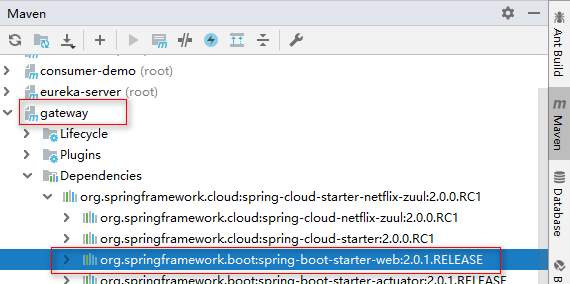 Maven
consumer-demo (root)
eureka-server (root)
gateway
Lifecycle
Plugins
Dependencies
org.springframework.cloud:spring-cloud-starter-netflix-zuul:2.0.0.RC1
org.springframework.cloud:spring-cloud-netflix-zuul:2.0.0.RC1
org.springframework.cloud:spring-cloud-starter:2.0.0.RC1
org.springframework.boot:spring-boot-starter-web:2.0.1.RELEASE
org.springframework.boot:spring-boot-starter-actuator:2.0.1.RELEASE
Ant Build
Maven
Database